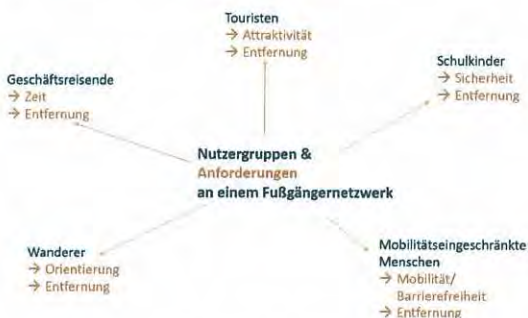 Touristen
→ Attraktivität
→ Entfernung
Schulkinder
→ Sicherheit
→ Entfernung
Geschäftsreisende
→ Zeit
→ Entfernung
Nutzergruppen &
Anforderungen
an einem Fußgängernetzwerk
Wanderer
→ Orientierung
→ Entfernung
Mobilitätseingeschränkte
Menschen
→ Mobilität/
Barrierefreiheit
→ Entfernung